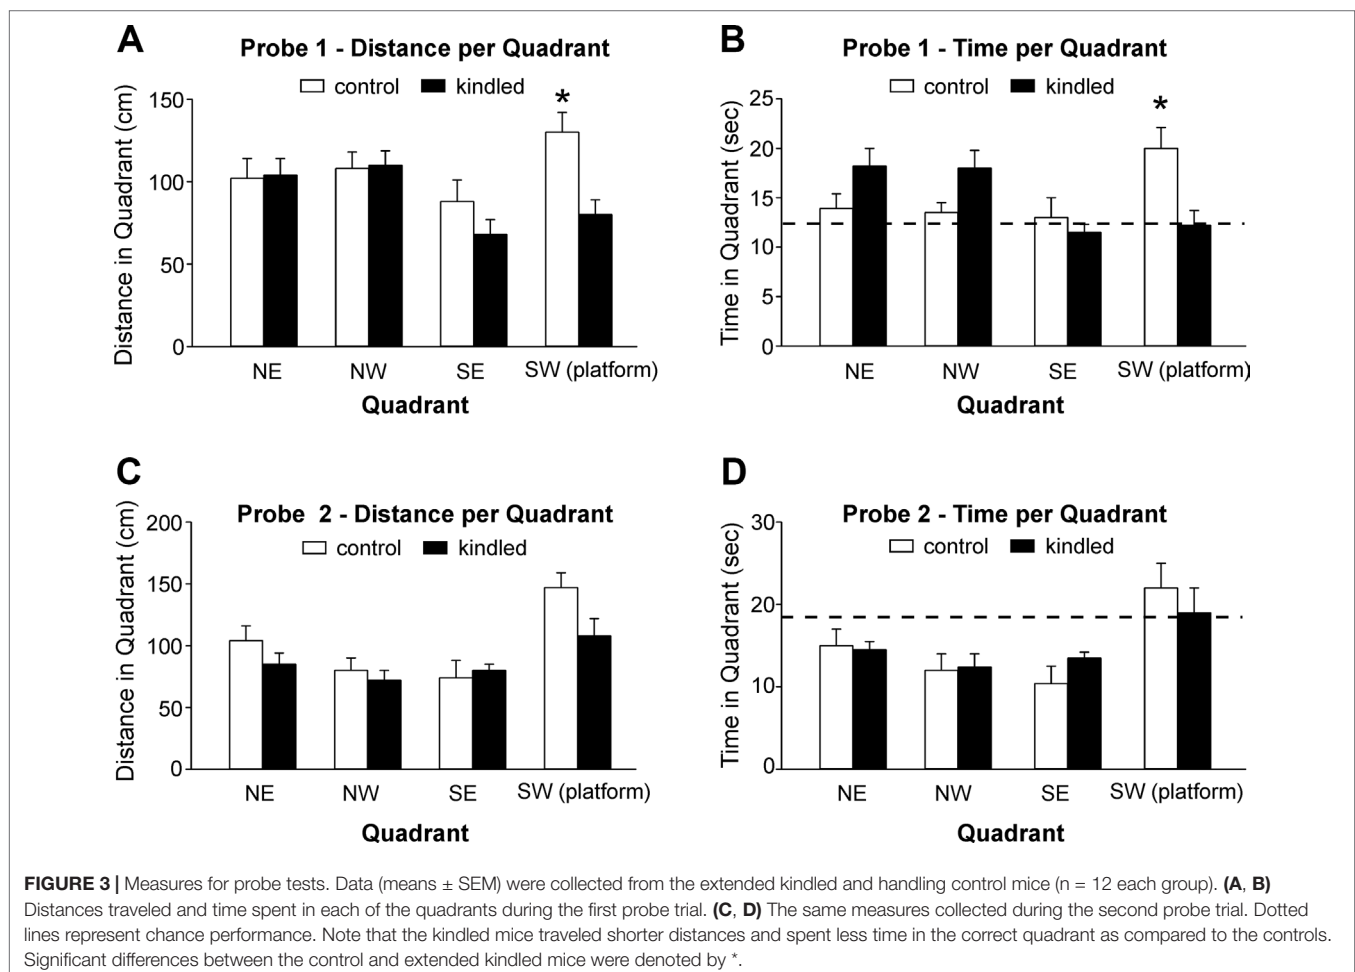 A
Probe 1 - Distance per Quadrant
control kindled
Distance in Quadrant (cm)
150
100
50
0
*
NE NW SE SW (platform)
Quadrant
B
Probe 1 - Time per Quadrant
control kindled
Time in Quadrant (sec)
25
20
15
10
5
0
*
NE NW SE SW (platform)
Quadrant
C
Probe 2 - Distance per Quadrant
control kindled
Distance in Quadrant (cm)
200
150
100
50
0
NE NW SE SW (platform)
Quadrant
D
Probe 2 - Time per Quadrant
control kindled
Time in Quadrant (sec)
30
20
10
0
NE NW SE SW (platform)
Quadrant
FIGURE 3 | Measures for probe tests. Data (means ± SEM) were collected from the extended kindled and handling control mice (n = 12 each group). (A, B)
Distances traveled and time spent in each of the quadrants during the first probe trial. (C, D) The same measures collected during the second probe trial. Dotted
lines represent chance performance. Note that the kindled mice traveled shorter distances and spent less time in the correct quadrant as compared to the controls.
Significant differences between the control and extended kindled mice were denoted by *.